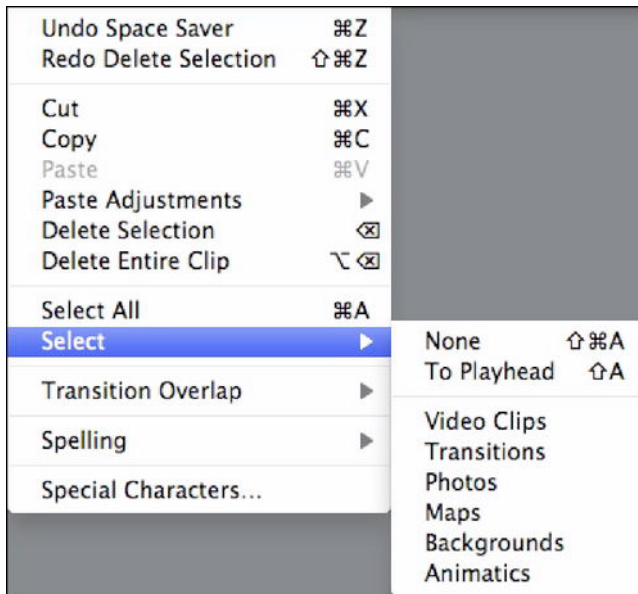 Undo Space Saver ⌘Z
Redo Delete Selection ⇧⌘Z
Cut ⌘X
Copy ⌘C
Paste ⌘V
Paste Adjustments ▶
Delete Selection ⌫
Delete Entire Clip ⌥⌫
Select All ⌘A
Select ▶
Transition Overlap ▶
Spelling ▶
Special Characters...
None ⇧⌘A
To Playhead ⇧A
Video Clips
Transitions
Photos
Maps
Backgrounds
Animatics